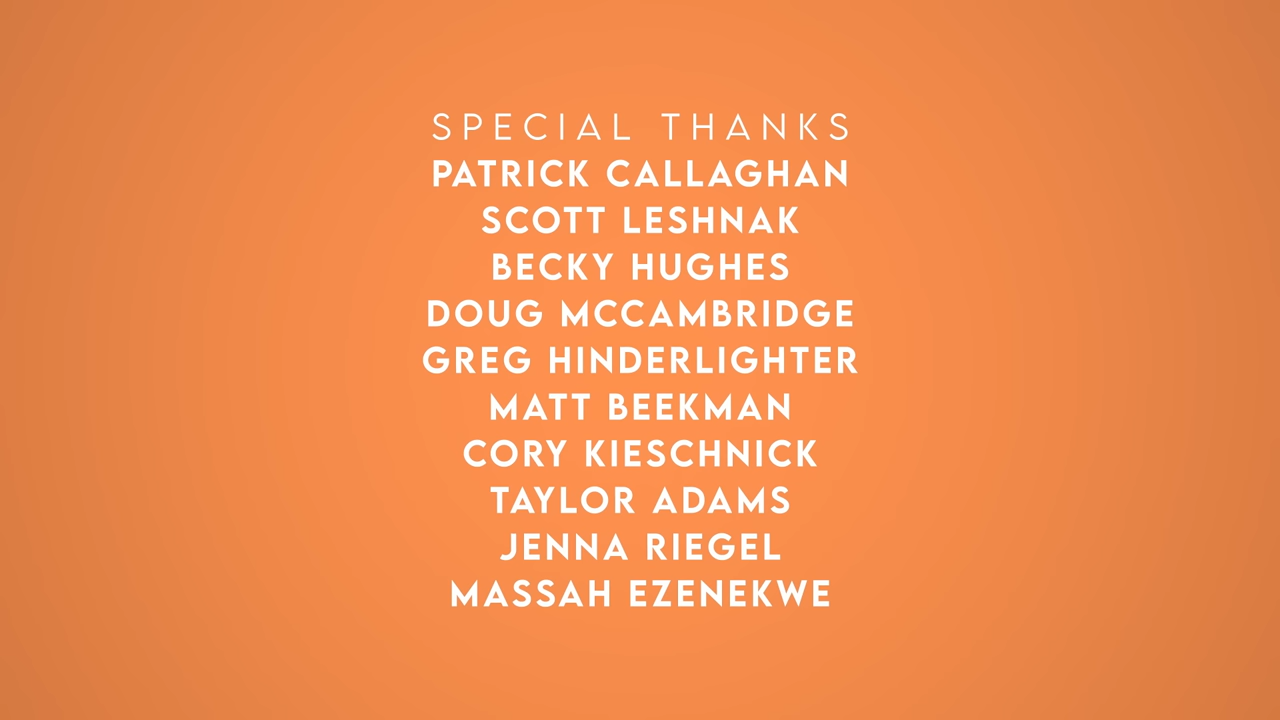 SPECIAL THANKS
PATRICK CALLAGHAN
SCOTT LESHNAK
BECKY HUGHES
DOUG MCCAMBRIDGE
GREG HINDERLIGHTER
MATT BEEKMAN
CORY KIESCHNICK
TAYLOR ADAMS
JENNA RIEGEL
MASSAH EZENEKWE